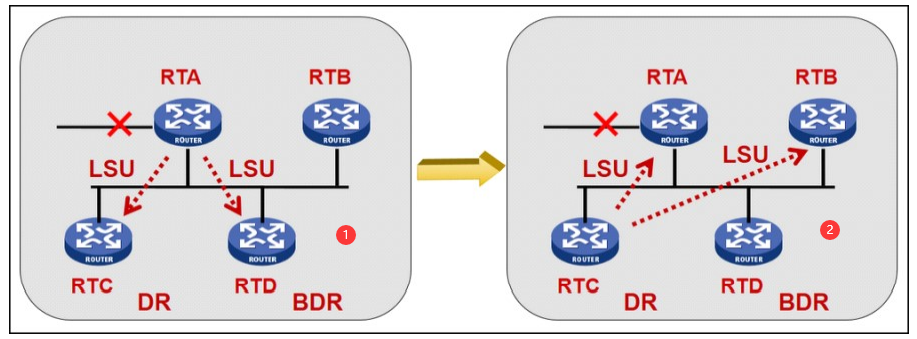 RTA RTB
ROUTER ROUTER
LSU LSU
1
ROUTER ROUTER
RTC RTD
DR BDR
RTA RTB
ROUTER ROUTER
LSU LSU
2
ROUTER ROUTER
RTC RTD
DR BDR